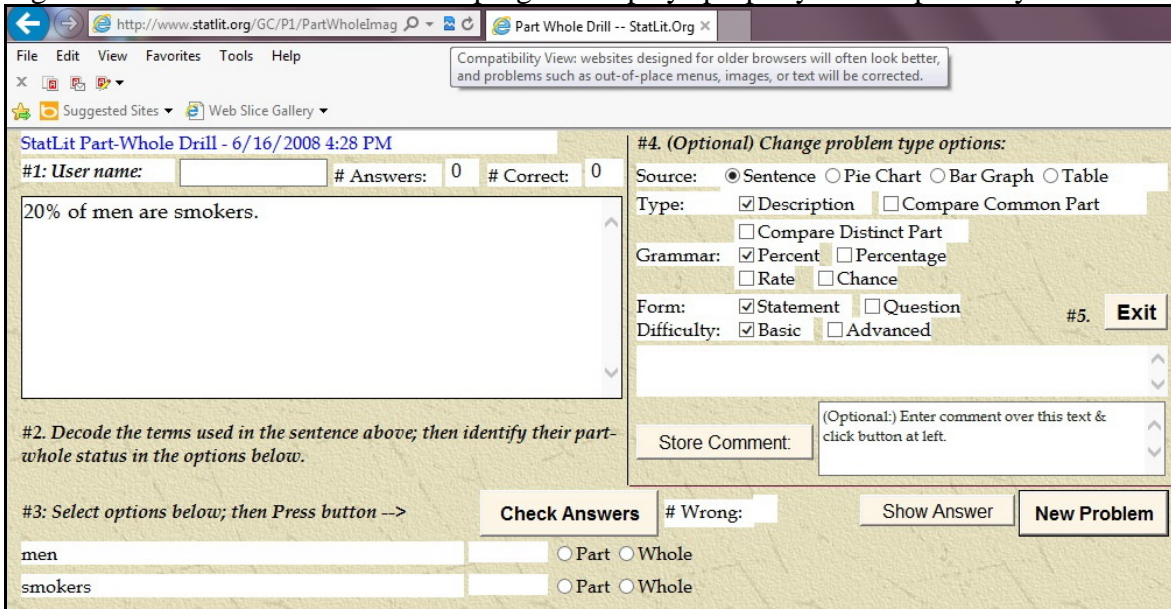 http://www.statlit.org/GC/P1/PartWholeImag
Part Whole Drill -- StatLit.Org ×
File Edit View Favorites Tools Help
Compatibility View: websites designed for older browsers will often look better,
and problems such as out-of-place menus, images, or text will be corrected.
Suggested Sites Web Slice Gallery
StatLit Part-Whole Drill - 6/16/2008 4:28 PM
#1: User name: # Answers: 0 # Correct: 0
20% of men are smokers.
#2. Decode the terms used in the sentence above; then identify their part-
whole status in the options below.
#4. (Optional) Change problem type options:
Source: Sentence Pie Chart Bar Graph Table
Type: Description Compare Common Part
Compare Distinct Part
Grammar: Percent Percentage
Rate Chance
Form: Statement Question
Difficulty: Basic Advanced
#5. Exit
Store Comment:
(Optional:) Enter comment over this text &
click button at left.
#3: Select options below; then Press button -->
Check Answers # Wrong: Show Answer New Problem
men Part Whole
smokers Part Whole